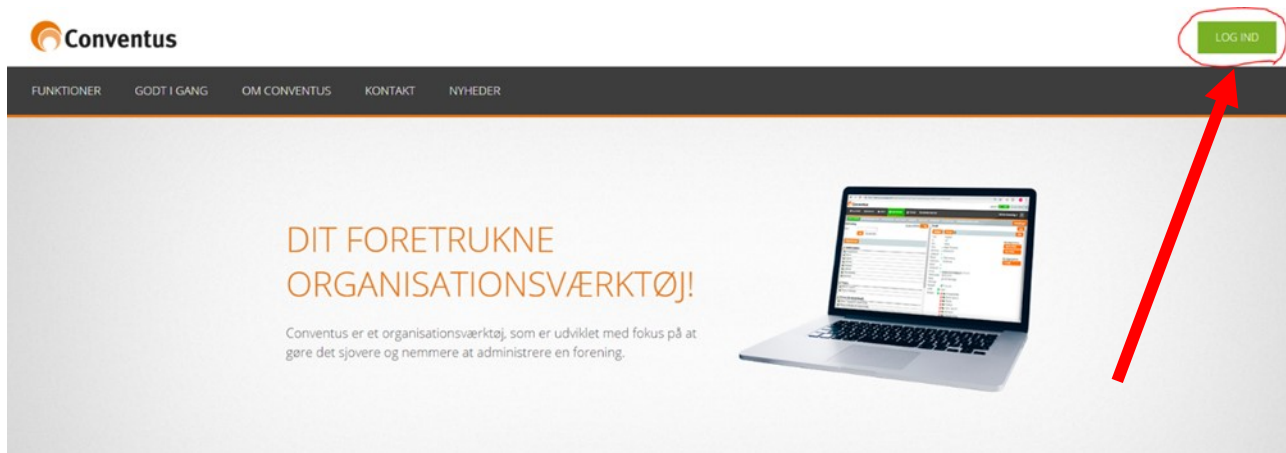 Conventus
LOG IND
FUNKTIONER GODT I GANG OM CONVENTUS KONTAKT NYHEDER
DIT FORETRUKNE
ORGANISATIONSVÆRKTØJ!
Conventus er et organisationsværktøj, som er udviklet med fokus på at
gøre det sjovere og nemmere at administrere en forening.